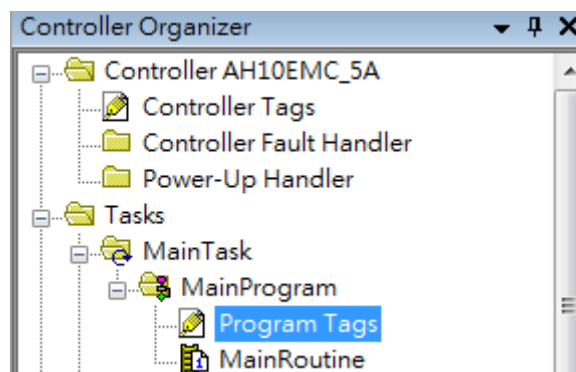 Controller Organizer
Controller AH10EMC_5A
Controller Tags
Controller Fault Handler
Power-Up Handler
Tasks
MainTask
MainProgram
Program Tags
MainRoutine